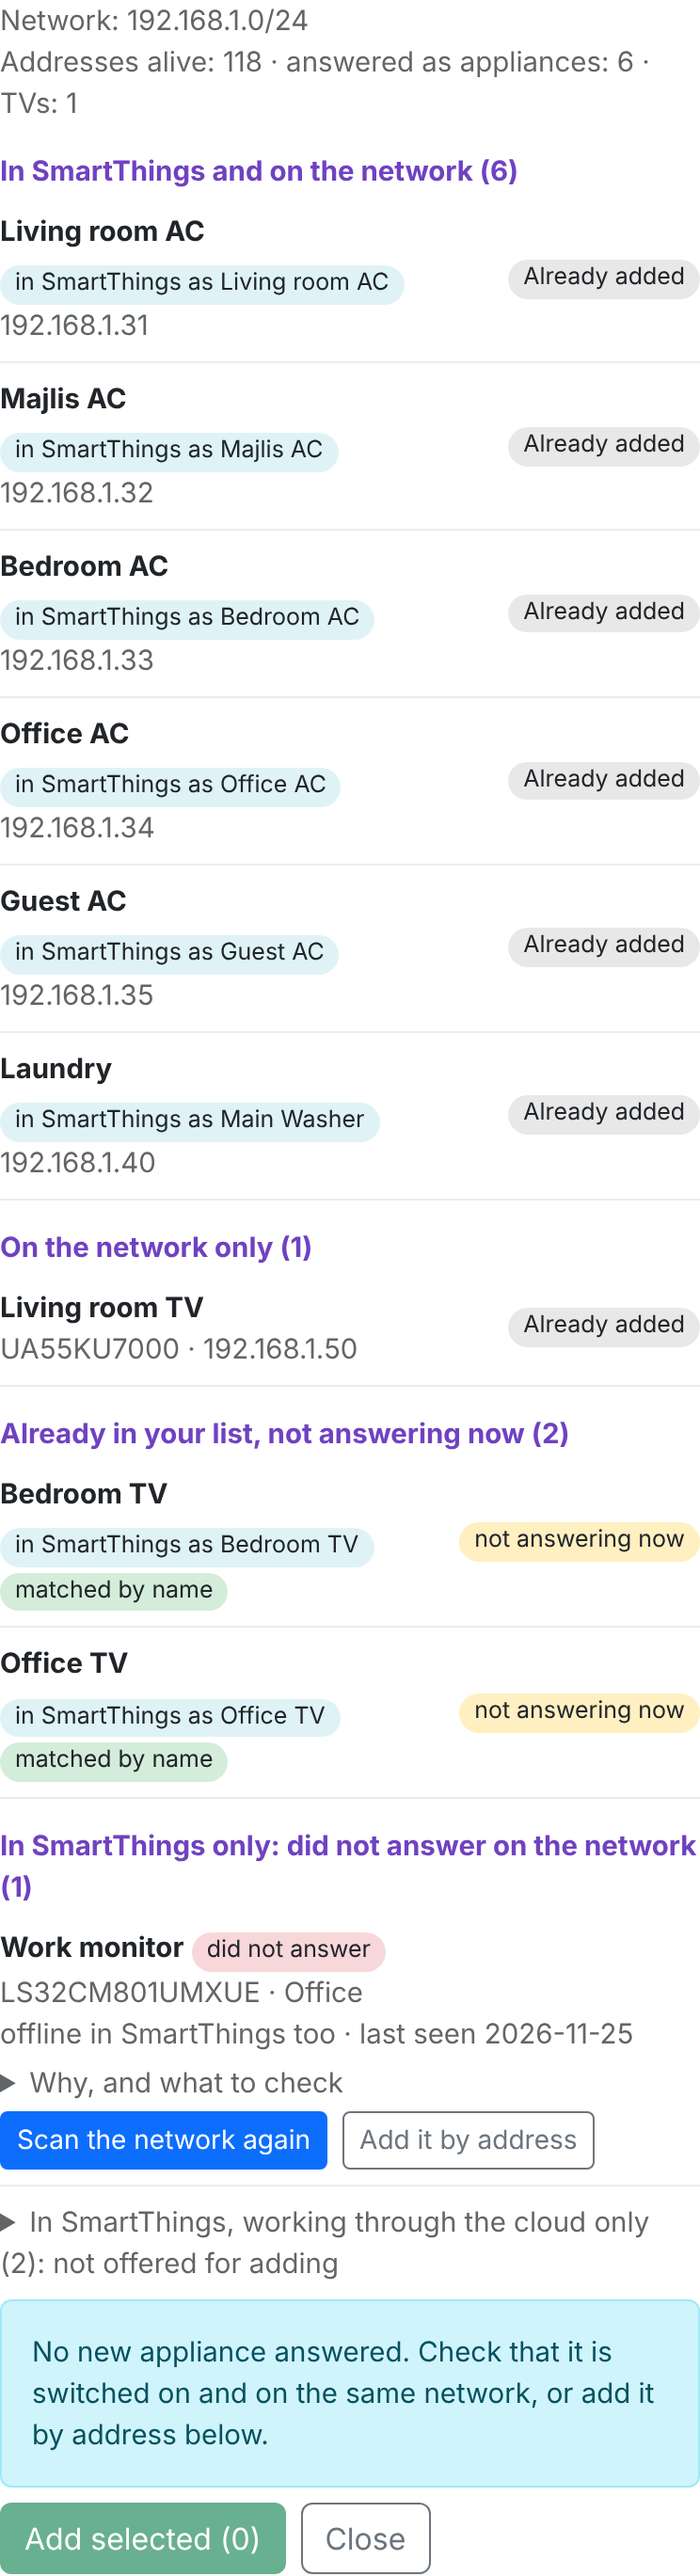 Network: 192.168.1.0/24
Addresses alive: 118 · answered as appliances: 6 ·
TVs: 1
In SmartThings and on the network (6)
Living room AC
in SmartThings as Living room AC
Already added
192.168.1.31
Majlis AC
in SmartThings as Majlis AC
Already added
192.168.1.32
Bedroom AC
in SmartThings as Bedroom AC
Already added
192.168.1.33
Office AC
in SmartThings as Office AC
Already added
192.168.1.34
Guest AC
in SmartThings as Guest AC
Already added
192.168.1.35
Laundry
in SmartThings as Main Washer
Already added
192.168.1.40
On the network only (1)
Living room TV
Already added
UA55KU7000 · 192.168.1.50
Already in your list, not answering now (2)
Bedroom TV
in SmartThings as Bedroom TV
not answering now
matched by name
Office TV
in SmartThings as Office TV
not answering now
matched by name
In SmartThings only: did not answer on the network
(1)
Work monitor did not answer
LS32CM801UMXUE · Office
offline in SmartThings too · last seen 2026-11-25
Why, and what to check
Scan the network again
Add it by address
In SmartThings, working through the cloud only
(2): not offered for adding
No new appliance answered. Check that it is
switched on and on the same network, or add it
by address below.
Add selected (0)
Close